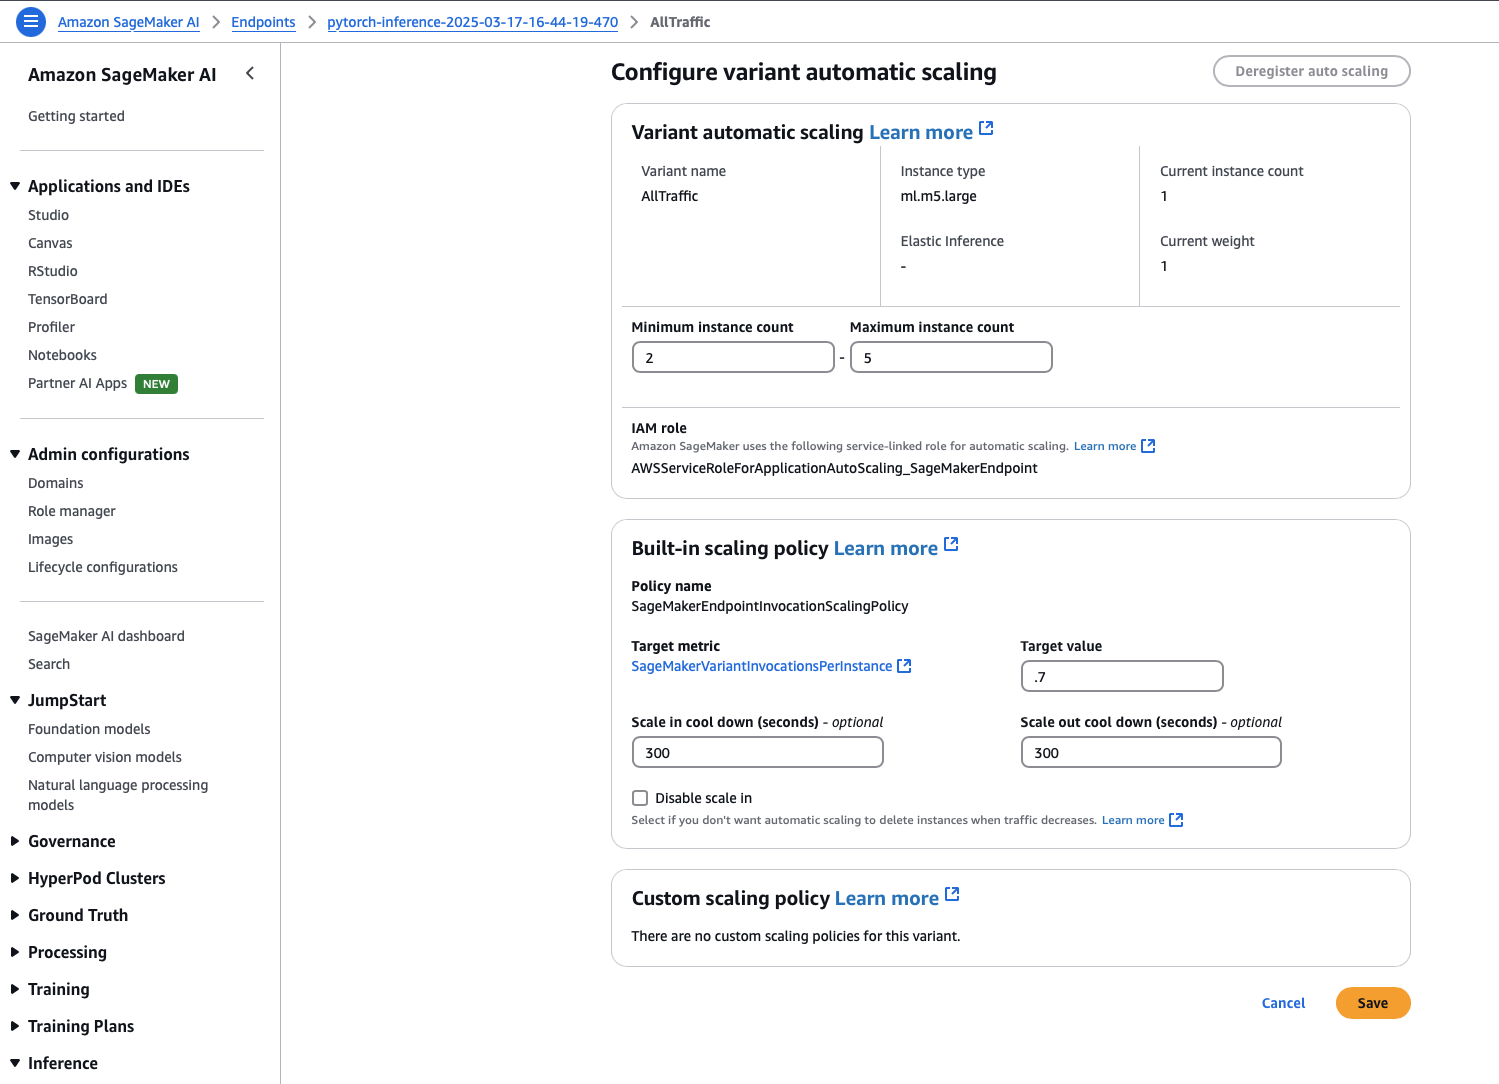 Amazon SageMaker AI > Endpoints > pytorch-inference-2025-03-17-16-44-19-470 > AllTraffic
Amazon SageMaker AI
Getting started
Applications and IDEs
Studio
Canvas
RStudio
TensorBoard
Profiler
Notebooks
Partner AI Apps NEW
Admin configurations
Domains
Role manager
Images
Lifecycle configurations
SageMaker AI dashboard
Search
JumpStart
Foundation models
Computer vision models
Natural language processing
models
Governance
HyperPod Clusters
Ground Truth
Processing
Training
Training Plans
Inference
Configure variant automatic scaling
Deregister auto scaling
Variant automatic scaling Learn more
Variant name
AllTraffic
Instance type
ml.m5.large
Elastic Inference
-
Current instance count
1
Current weight
1
Minimum instance count
Maximum instance count
2 - 5
IAM role
Amazon SageMaker uses the following service-linked role for automatic scaling. Learn more
AWSServiceRoleForApplicationAutoScaling_SageMakerEndpoint
Built-in scaling policy Learn more
Policy name
SageMakerEndpointInvocationScalingPolicy
Target metric
SageMakerVariantInvocationsPerInstance
Target value
.7
Scale in cool down (seconds) - optional
300
Scale out cool down (seconds) - optional
300
Disable scale in
Select if you don't want automatic scaling to delete instances when traffic decreases. Learn more
Custom scaling policy Learn more
There are no custom scaling policies for this variant.
Cancel
Save